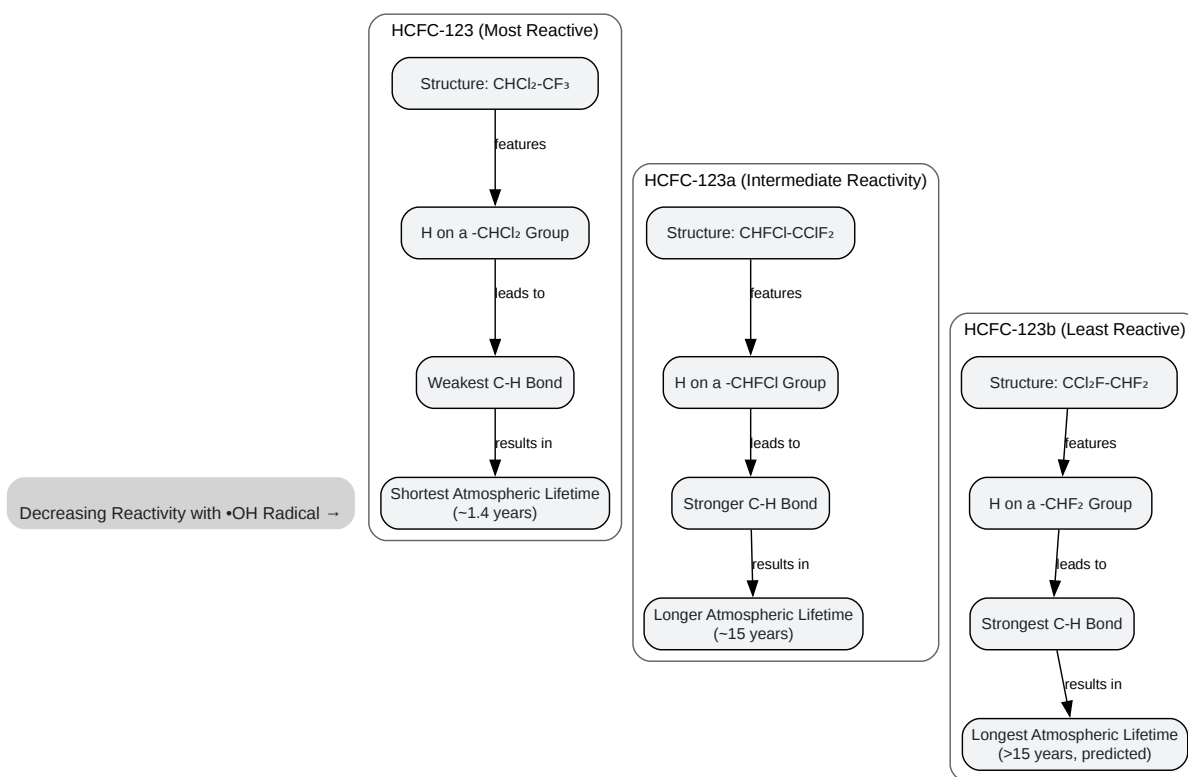 HCFC-123 (Most Reactive)
Structure: CHCl₂-CF₃
features
H on a -CHCl₂ Group
leads to
Weakest C-H Bond
results in
Shortest Atmospheric Lifetime
(~1.4 years)
HCFC-123a (Intermediate Reactivity)
Structure: CHFCl-CClF₂
features
H on a -CHFCl Group
leads to
Stronger C-H Bond
results in
Longer Atmospheric Lifetime
(~15 years)
HCFC-123b (Least Reactive)
Structure: CCl₂F-CHF₂
features
H on a -CHF₂ Group
leads to
Strongest C-H Bond
results in
Longest Atmospheric Lifetime
(>15 years, predicted)
Decreasing Reactivity with •OH Radical →